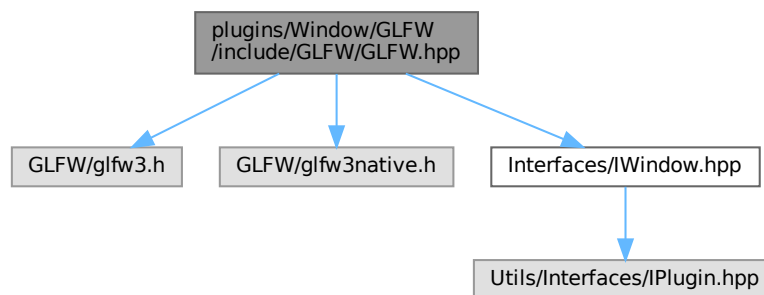 plugins/Window/GLFW
/include/GLFW/GLFW.hpp
GLFW/glfw3.h
GLFW/glfw3native.h
Interfaces/IWindow.hpp
Utils/Interfaces/IPlugin.hpp